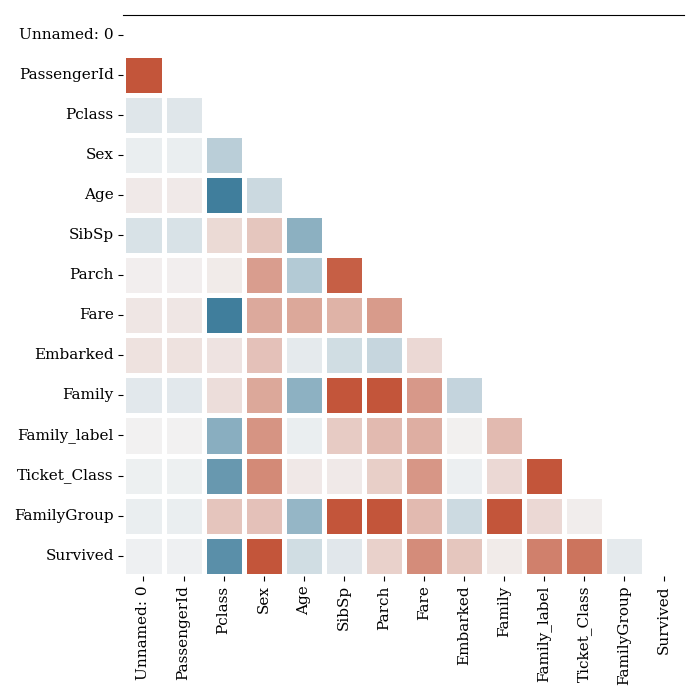 Unnamed: 0
PassengerId
Pclass
Sex
Age
SibSp
Parch
Fare
Embarked
Family
Family_label
Ticket_Class
FamilyGroup
Survived
Unnamed: 0
PassengerId
Pclass
Sex
Age
SibSp
Parch
Fare
Embarked
Family
Family_label
Ticket_Class
FamilyGroup
Survived